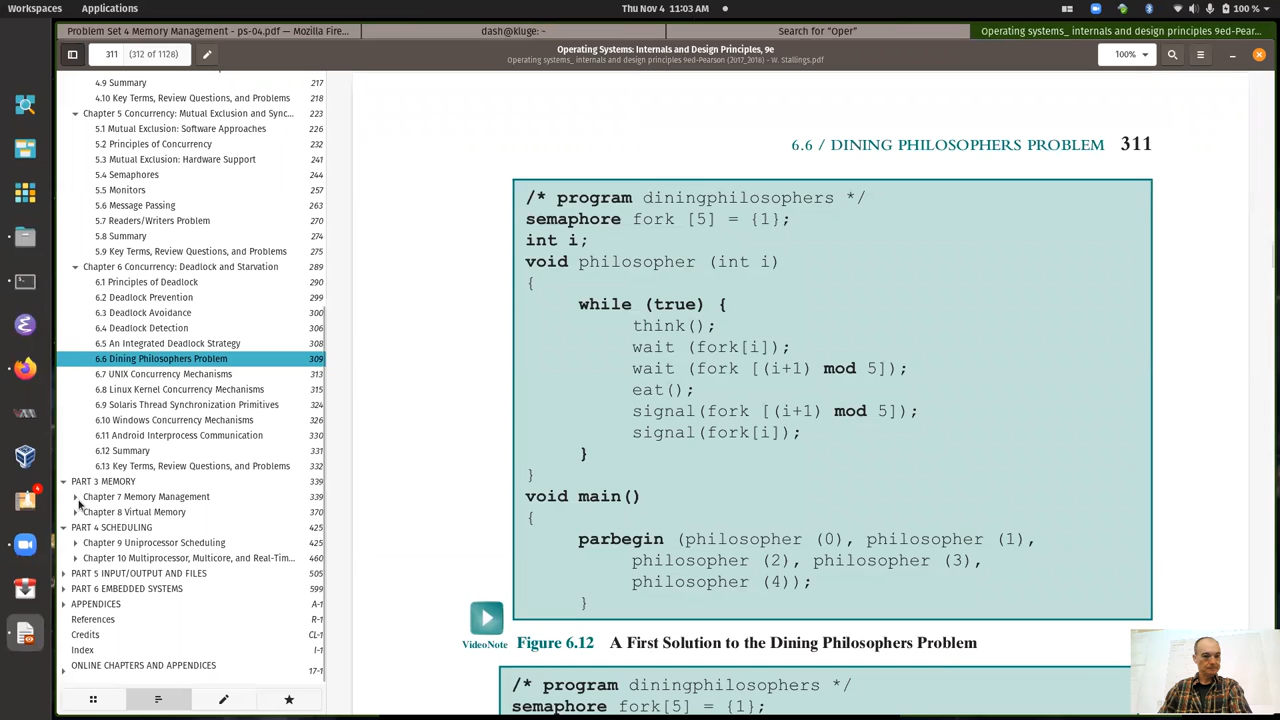 Workspaces
Applications
Thu Nov 4 11:03 AM
Problem Set 4 Memory Management - ps-04.pdf — Mozilla Fire...
dash@kluge: ~
Search for "Oper"
Operating systems_ internals and design principles 9ed-Pear...
311
(312 of 1128)
Operating Systems: Internals and Design Principles, 9e
Operating systems_ internals and design principles 9ed-Pearson (2017_2018) - W. Stallings.pdf
100%
4.9 Summary 217
4.10 Key Terms, Review Questions, and Problems 218
Chapter 5 Concurrency: Mutual Exclusion and Sync... 223
5.1 Mutual Exclusion: Software Approaches 226
5.2 Principles of Concurrency 232
5.3 Mutual Exclusion: Hardware Support 241
5.4 Semaphores 244
5.5 Monitors 257
5.6 Message Passing 263
5.7 Readers/Writers Problem 270
5.8 Summary 274
5.9 Key Terms, Review Questions, and Problems 275
Chapter 6 Concurrency: Deadlock and Starvation 289
6.1 Principles of Deadlock 290
6.2 Deadlock Prevention 299
6.3 Deadlock Avoidance 300
6.4 Deadlock Detection 306
6.5 An Integrated Deadlock Strategy 308
6.6 Dining Philosophers Problem 309
6.7 UNIX Concurrency Mechanisms 313
6.8 Linux Kernel Concurrency Mechanisms 315
6.9 Solaris Thread Synchronization Primitives 324
6.10 Windows Concurrency Mechanisms 326
6.11 Android Interprocess Communication 330
6.12 Summary 331
6.13 Key Terms, Review Questions, and Problems 332
PART 3 MEMORY 339
Chapter 7 Memory Management 339
Chapter 8 Virtual Memory 370
PART 4 SCHEDULING 425
Chapter 9 Uniprocessor Scheduling 425
Chapter 10 Multiprocessor, Multicore, and Real-Tim... 460
PART 5 INPUT/OUTPUT AND FILES 505
PART 6 EMBEDDED SYSTEMS 599
APPENDICES A-1
References R-1
Credits CL-1
Index I-1
ONLINE CHAPTERS AND APPENDICES 17-1
4
6.6 / DINING PHILOSOPHERS PROBLEM 311
/* program diningphilosophers */
semaphore fork [5] = {1};
int i;
void philosopher (int i)
{
while (true) {
think();
wait (fork[i]);
wait (fork [(i+1) mod 5]);
eat();
signal(fork [(i+1) mod 5]);
signal(fork[i]);
}
}
void main()
{
parbegin (philosopher (0), philosopher (1),
philosopher (2), philosopher (3),
philosopher (4));
}
VideoNote
Figure 6.12 A First Solution to the Dining Philosophers Problem
/* program diningphilosophers */
semaphore fork[5] = {1};